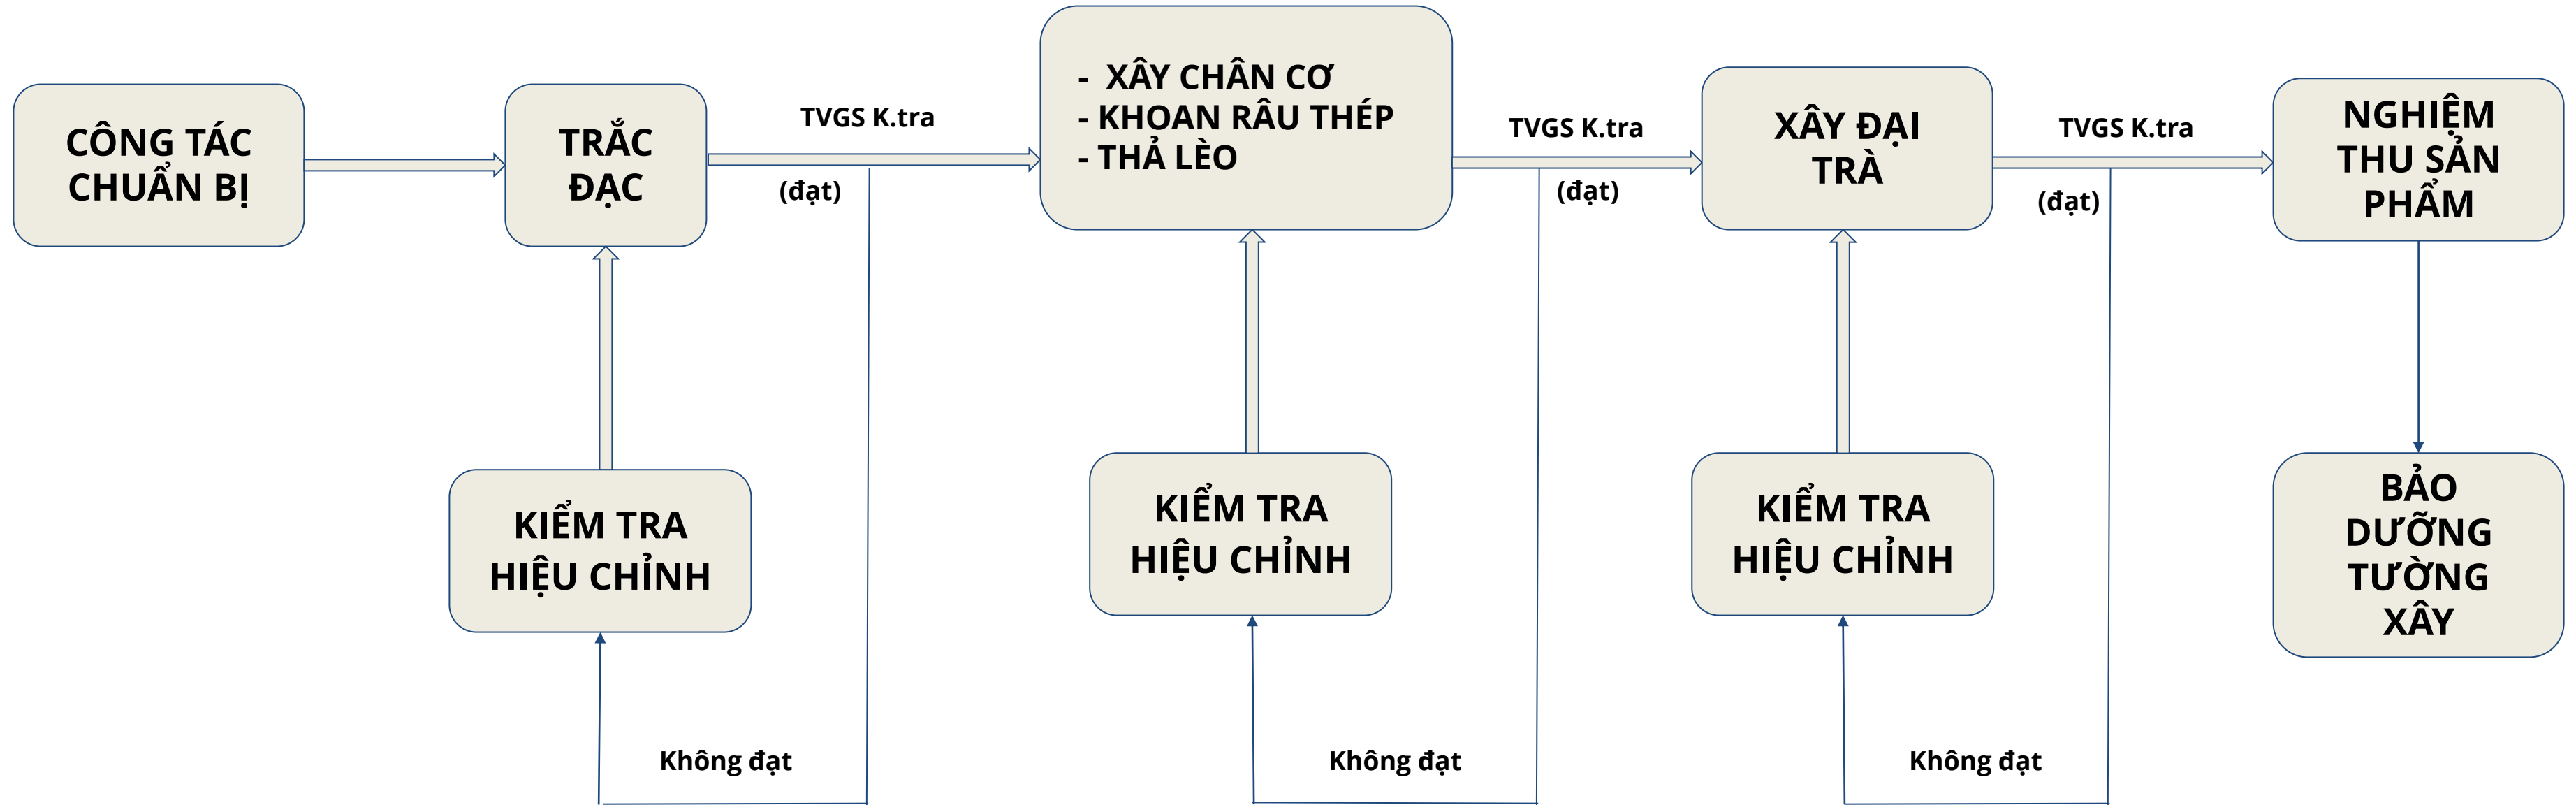 CÔNG TÁC
CHUẨN BỊ
TRẮC
ĐẠC
TVGS K.tra
(đạt)
- XÂY CHÂN CƠ
- KHOAN RÂU THÉP
- THẢ LÈO
TVGS K.tra
(đạt)
XÂY ĐẠI
TRÀ
TVGS K.tra
(đạt)
NGHIỆM
THU SẢN
PHẨM
KIỂM TRA
HIỆU CHỈNH
KIỂM TRA
HIỆU CHỈNH
KIỂM TRA
HIỆU CHỈNH
BẢO
DƯỠNG
TƯỜNG
XÂY
Không đạt
Không đạt
Không đạt